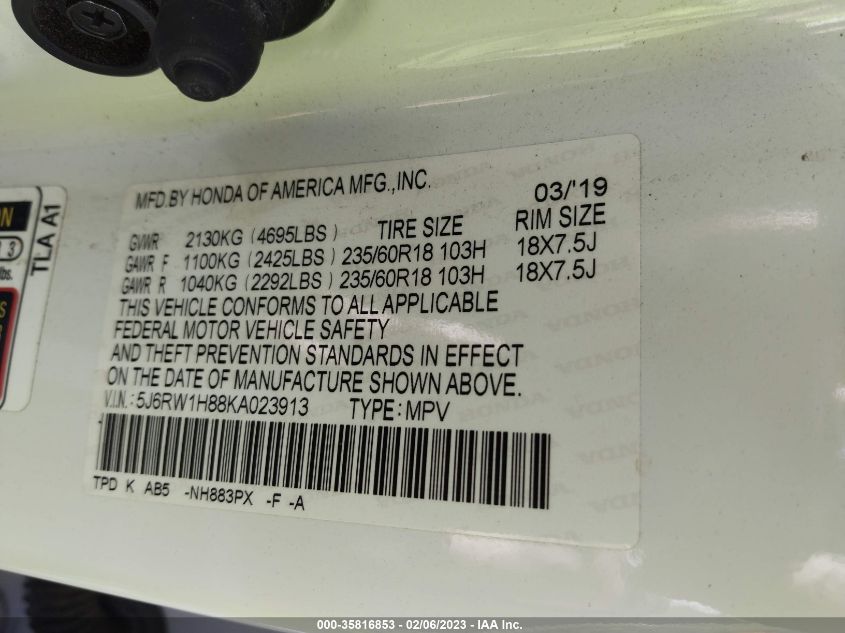 MFD.BY HONDA OF AMERICA MFG.,INC. 03/'19
GVWR 2130KG (4695LBS) TIRE SIZE RIM SIZE
GAWR F 1100KG (2425LBS) 235/60R18 103H 18X7.5J
GAWR R 1040KG (2292LBS) 235/60R18 103H 18X7.5J
THIS VEHICLE CONFORMS TO ALL APPLICABLE
FEDERAL MOTOR VEHICLE SAFETY
AND THEFT PREVENTION STANDARDS IN EFFECT
ON THE DATE OF MANUFACTURE SHOWN ABOVE.
V.I.N.: 5J6RW1H88KA023913 TYPE: MPV
TPD K AB5 -NH883PX -F -A
TLA A1
lbs.
000-35816853 - 02/06/2023 - IAA Inc.